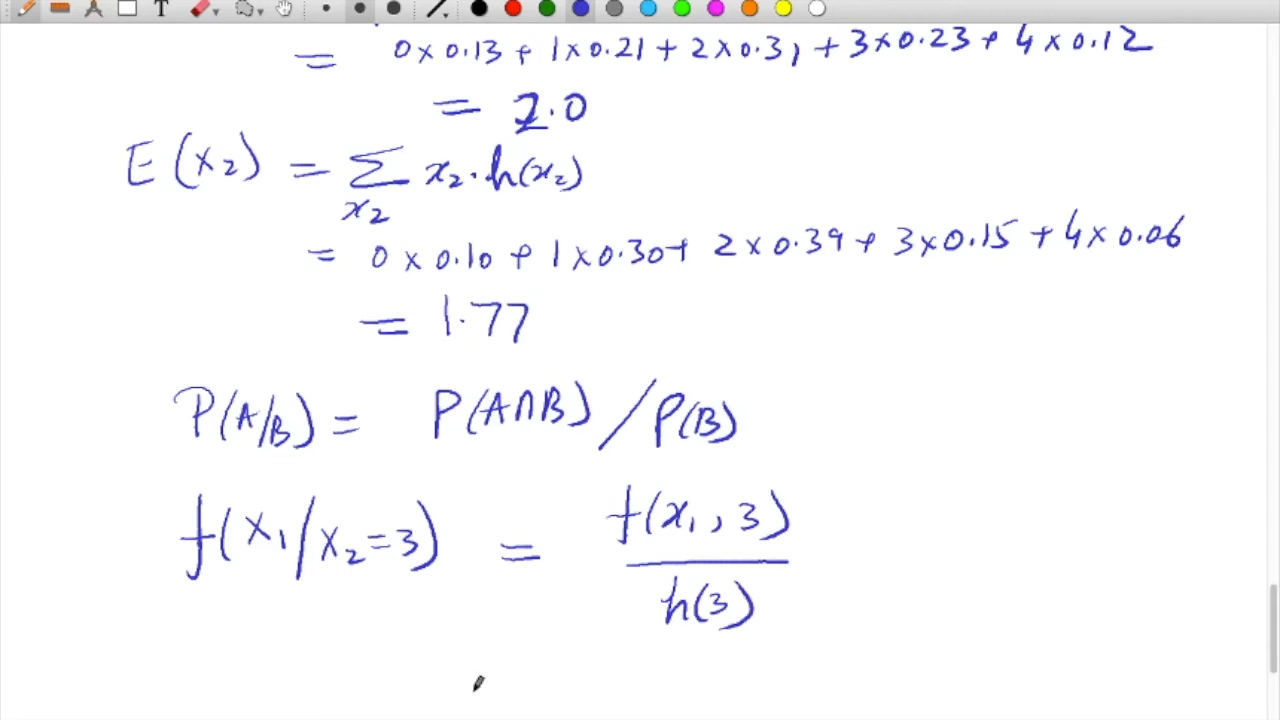 = 0 × 0.13 + 1 × 0.21 + 2 × 0.31 + 3 × 0.23 + 4 × 0.12
= 2.0
E(X2) = ∑x2 x2 · h(x2)
= 0 × 0.10 + 1 × 0.30 + 2 × 0.39 + 3 × 0.15 + 4 × 0.06
= 1.77
P(A/B) = P(A∩B) / P(B)
f(X1/X2=3) = f(x1, 3)
h(3)